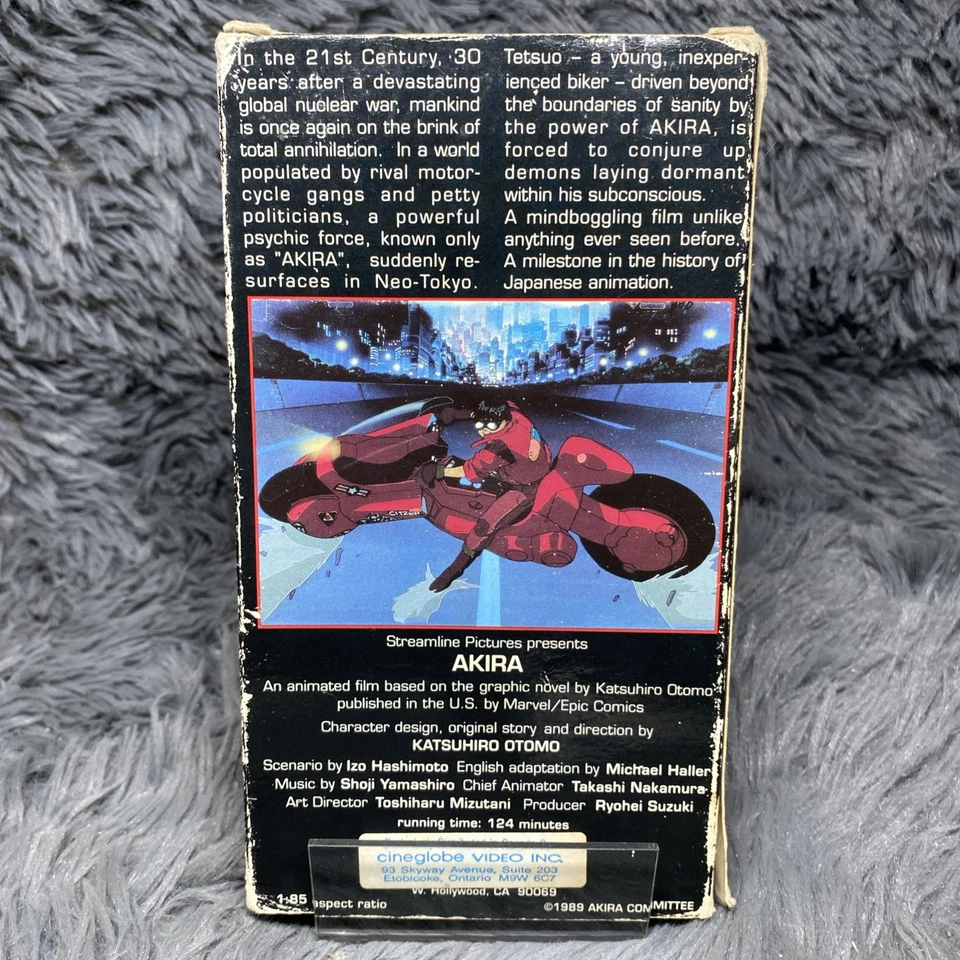 In the 21st Century, 30
years after a devastating
global nuclear war, mankind
is once again on the brink of
total annihilation. In a world
populated by rival motor-
cycle gangs and petty
politicians, a powerful
psychic force, known only
as "AKIRA", suddenly re-
surfaces in Neo-Tokyo.
Tetsuo – a young, inexper-
ienced biker – driven beyond
the boundaries of sanity by
the power of AKIRA, is
forced to conjure up
demons laying dormant
within his subconscious.
A mindboggling film unlike
anything ever seen before.
A milestone in the history of
Japanese animation.
CITIZEN
Streamline Pictures presents
AKIRA
An animated film based on the graphic novel by Katsuhiro Otomo
published in the U.S. by Marvel/Epic Comics
Character design, original story and direction by
KATSUHIRO OTOMO
Scenario by Izo Hashimoto English adaptation by Michael Haller
Music by Shoji Yamashiro Chief Animator Takashi Nakamura
Art Director Toshiharu Mizutani Producer Ryohei Suzuki
running time: 124 minutes
cineglobe VIDEO INC.
93 Skyway Avenue, Suite 203
Etobicoke, Ontario M9W 6C7
W. Hollywood, CA 90069
1·85 aspect ratio
©1989 AKIRA COMMITTEE